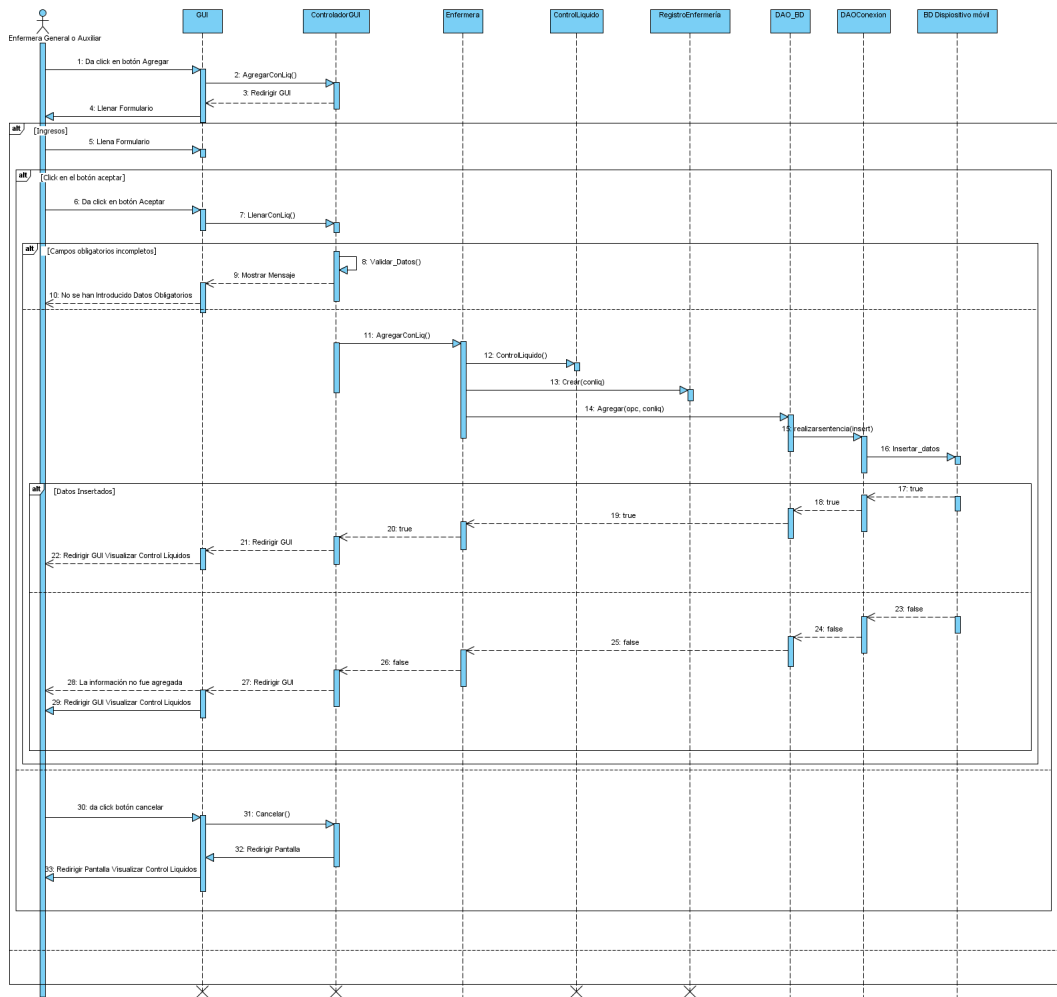 GUI
ControladorGUI
Enfermera
ControlLiquido
RegistroEnfermería
DAO_BD
DAOConexion
BD Dispiositivo móvil
Enfermera General o Auxiliar
1: Da click en botón Agregar
2: AgregarConLiq()
3: Redirigir GUI
4: Llenar Formulario
alt
[Ingresos]
5: Llena Formulario
alt
[Click en el botón aceptar]
6: Da click en botón Aceptar
7: LlenarConLiq()
alt
[Campos obligatorios incompletos]
8: Validar_Datos()
9: Mostrar Mensaje
10: No se han Introducido Datos Obligatorios
11: AgregarConLiq()
12: ControlLiquido()
13: Crear(conliq)
14: Agregar(opc, conliq)
15: realizarsentencia(insert)
16: Insertar_datos
alt
[Datos Insertados]
17: true
18: true
19: true
20: true
21: Redirigir GUI
22: Redirigir GUI Visualizar Control Líquidos
23: false
24: false
25: false
26: false
27: Redirigir GUI
28: La información no fue agregada
29: Redirigir GUI Visualizar Control Liquidos
30: da click botón cancelar
31: Cancelar()
32: Redirigir Pantalla
33: Redirigir Pantalla Visualizar Control Liquidos